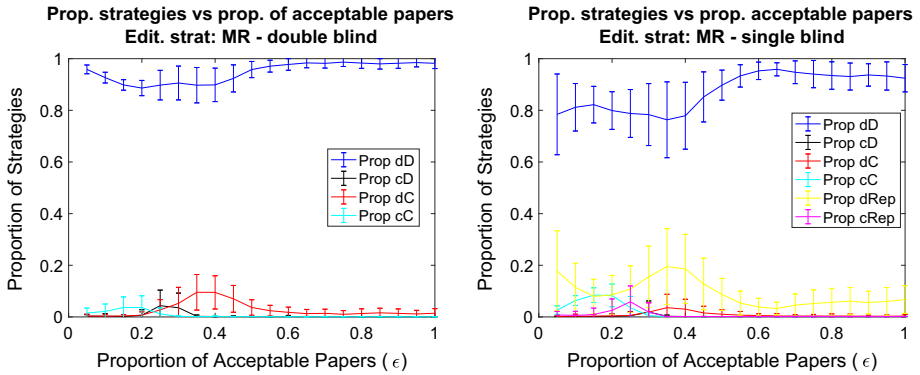 Prop. strategies vs prop. of acceptable papers
Edit. strat: MR - double blind
1
0.8
0.6
0.4
0.2
0
Proportion of Strategies
Prop dD
Prop cD
Prop dC
Prop cC
0 0.2 0.4 0.6 0.8 1
Proportion of Acceptable Papers ( ϵ)
Prop. strategies vs prop. acceptable papers
Edit. strat: MR - single blind
1
0.8
0.6
0.4
0.2
0
Proportion of Strategies
Prop dD
Prop cD
Prop dC
Prop cC
Prop dRep
Prop cRep
0 0.2 0.4 0.6 0.8 1
Proportion of Acceptable Papers ( ϵ)